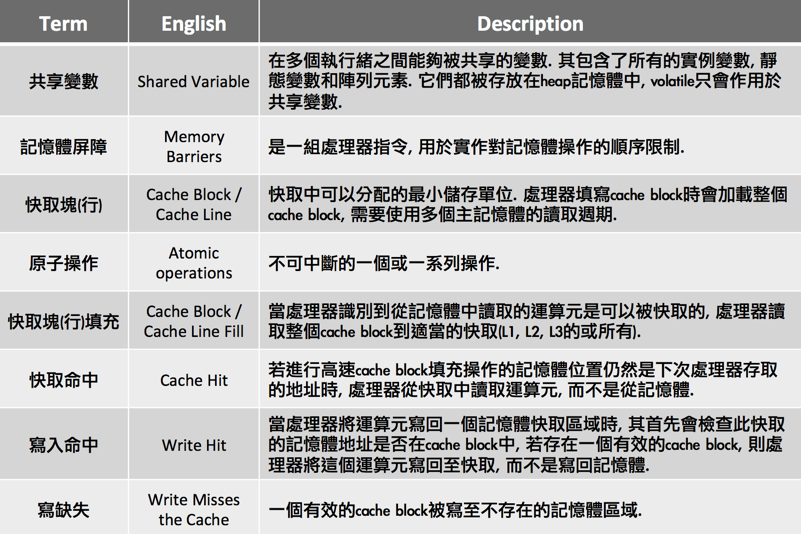 Term English Description
共享變數 Shared Variable 在多個執行緒之間能夠被共享的變數. 其包含了所有的實例變數, 靜
態變數和陣列元素. 它們都被存放在heap記憶體中, volatile只會作用於
共享變數.
記憶體屏障 Memory
Barriers 是一組處理器指令, 用於實作對記憶體操作的順序限制.
快取塊(行) Cache Block /
Cache Line 快取中可以分配的最小儲存單位. 處理器填寫cache block時會加載整個
cache block, 需要使用多個主記憶體的讀取週期.
原子操作 Atomic
operations 不可中斷的一個或一系列操作.
快取塊(行)填充 Cache Block /
Cache Line Fill 當處理器識別到從記憶體中讀取的運算元是可以被快取的, 處理器讀
取整個cache block到適當的快取(L1, L2, L3的或所有).
快取命中 Cache Hit 若進行高速cache block填充操作的記憶體位置仍然是下次處理器存取
的地址時, 處理器從快取中讀取運算元, 而不是從記憶體.
寫入命中 Write Hit 當處理器將運算元寫回一個記憶體快取區域時, 其首先會檢查此快取
的記憶體地址是否在cache block中, 若存在一個有效的cache block, 則處
理器將這個運算元寫回至快取, 而不是寫回記憶體.
寫缺失 Write Misses
the Cache 一個有效的cache block被寫至不存在的記憶體區域.